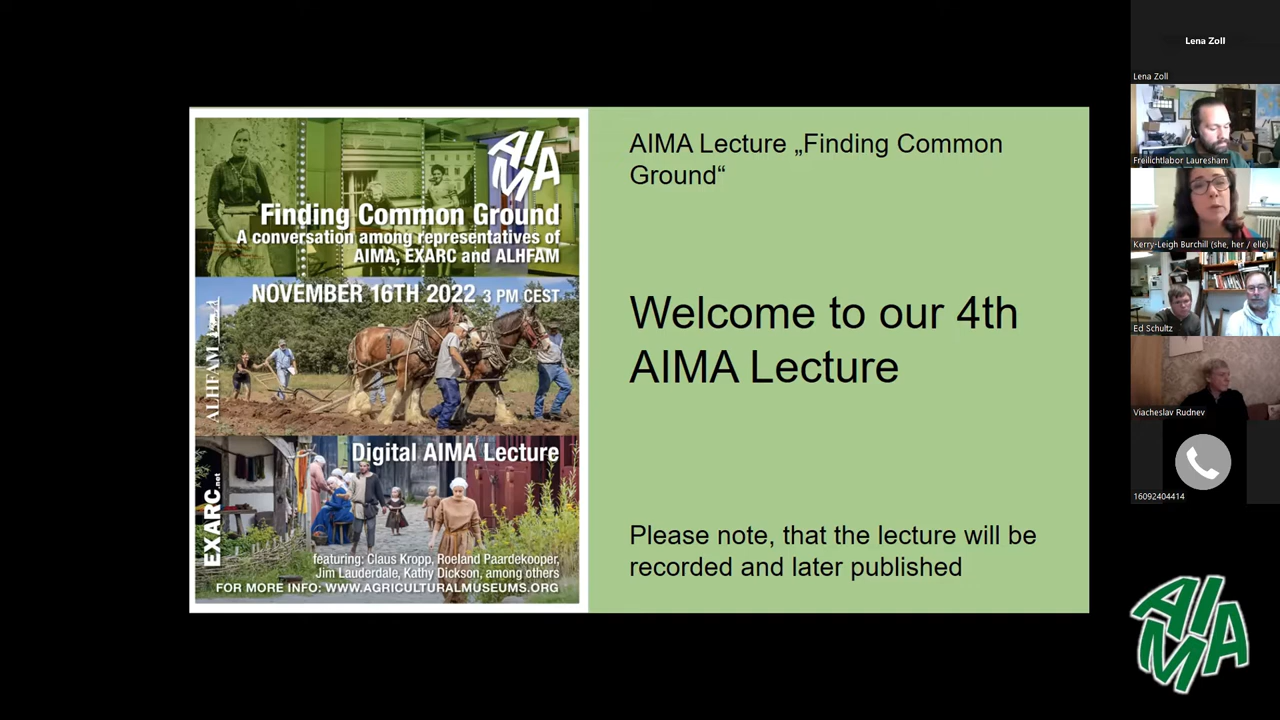 AIMA
Finding Common Ground
A conversation among representatives of
AIMA, EXARC and ALHFAM
NOVEMBER 16TH 2022 3 PM CEST
ALHFAM
Digital AIMA Lecture
EXARC.net
featuring: Claus Kropp, Roeland Paardekooper,
Jim Lauderdale, Kathy Dickson, among others
FOR MORE INFO: WWW.AGRICULTURALMUSEUMS.ORG
AIMA Lecture „Finding Common
Ground“
Welcome to our 4th
AIMA Lecture
Please note, that the lecture will be
recorded and later published
Lena Zoll
Lena Zoll
Freilichtlabor Lauresham
Kerry-Leigh Burchill (she, her / elle)
Ed Schultz
Viacheslav Rudnev
16092404414
AIMA